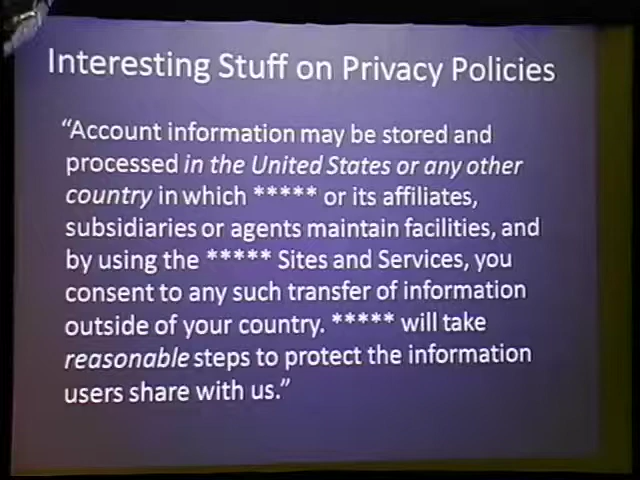 Interesting Stuff on Privacy Policies
“Account information may be stored and
processed in the United States or any other
country in which ***** or its affiliates,
subsidiaries or agents maintain facilities, and
by using the ***** Sites and Services, you
consent to any such transfer of information
outside of your country. ***** will take
reasonable steps to protect the information
users share with us.”